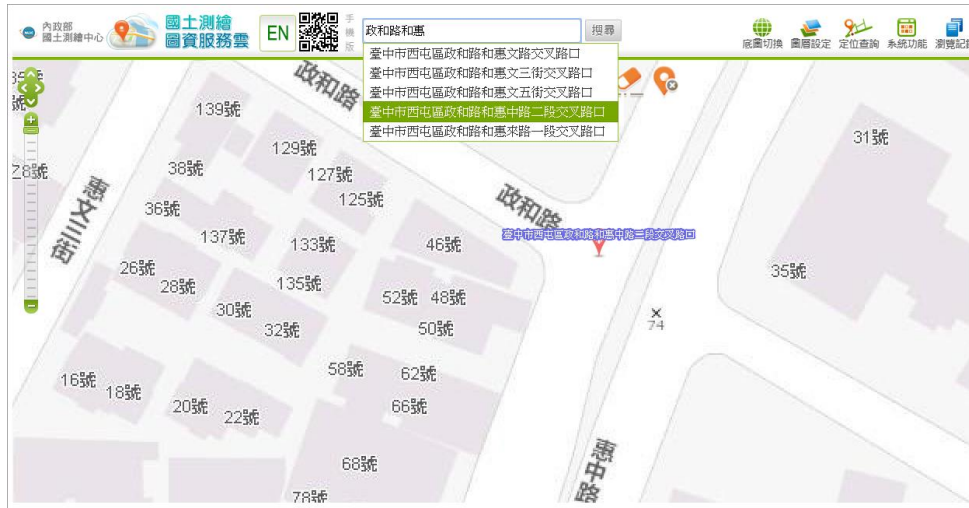 內政部
國土測繪中心
國土測繪
圖資服務雲
EN
手機版
政和路和惠
搜尋
底圖切換
圖層設定
定位查詢
系統功能
瀏覽記
臺中市西屯區政和路和惠文路交叉路口
臺中市西屯區政和路和惠文三街交叉路口
臺中市西屯區政和路和惠文五街交叉路口
臺中市西屯區政和路和惠中路二段交叉路口
臺中市西屯區政和路和惠來路一段交叉路口
政和路
139號
31號
129號
38號
127號
125號
惠文三街
36號
政和路
臺中市西屯區政和路和惠中路二段交叉路口
137號
133號
46號
26號
35號
28號
135號
52號
48號
30號
74
32號
50號
58號
62號
16號
18號
20號
66號
22號
惠中路
68號
78號